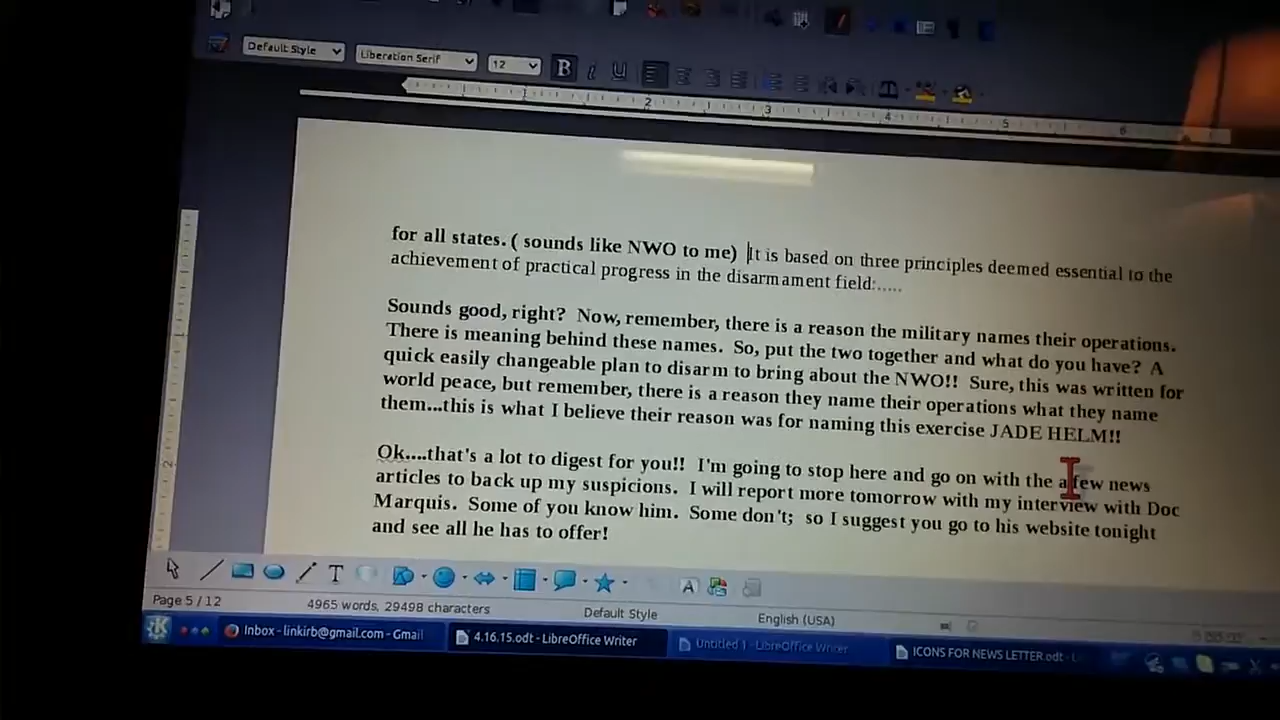 Default Style
Liberation Serif
12
B i U
1 2 3 4 5 6
for all states. ( sounds like NWO to me) It is based on three principles deemed essential to the
achievement of practical progress in the disarmament field:.....
Sounds good, right? Now, remember, there is a reason the military names their operations.
There is meaning behind these names. So, put the two together and what do you have? A
quick easily changeable plan to disarm to bring about the NWO!! Sure, this was written for
world peace, but remember, there is a reason they name their operations what they name
them...this is what I believe their reason was for naming this exercise JADE HELM!!
Ok....that's a lot to digest for you!! I'm going to stop here and go on with the a few news
articles to back up my suspicions. I will report more tomorrow with my interview with Doc
Marquis. Some of you know him. Some don't; so I suggest you go to his website tonight
and see all he has to offer!
T
A
Page 5 / 12
4965 words, 29498 characters
Default Style
English (USA)
Inbox - linkirb@gmail.com - Gmail
4.16.15.odt - LibreOffice Writer
Untitled 1 - LibreOffice Writer
ICONS FOR NEWS LETTER.odt - L